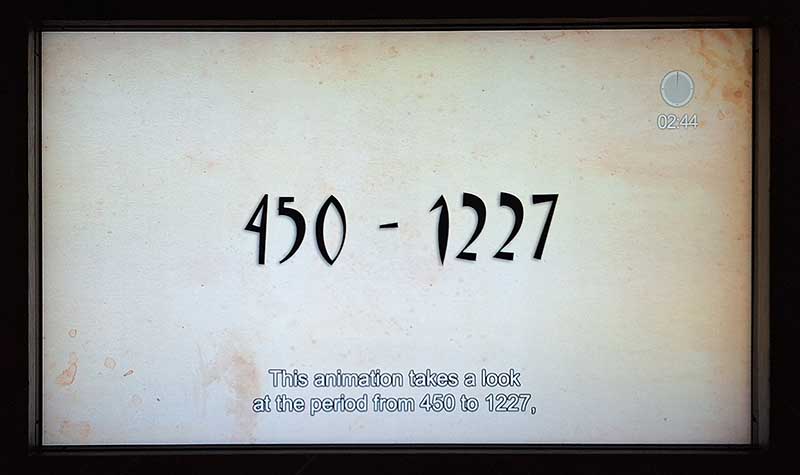 02:44
450 - 1227
This animation takes a look
at the period from 450 to 1227,